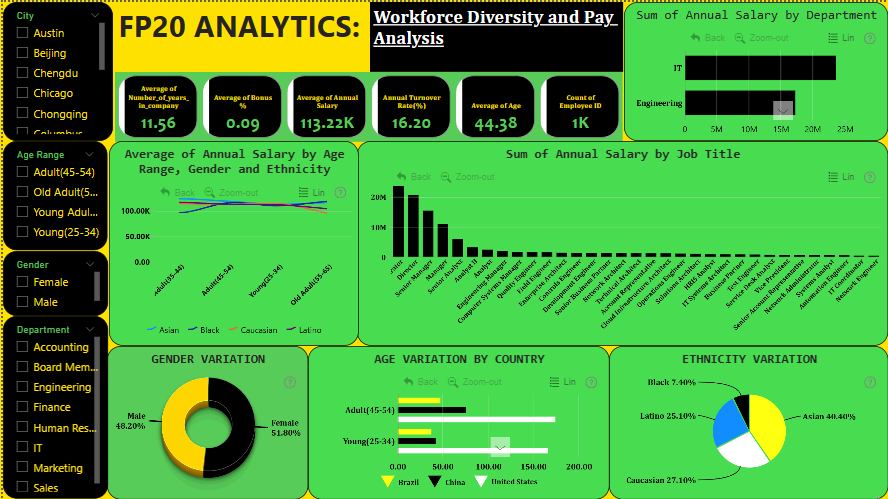 City
Austin
Beijing
Chengdu
Chicago
Chongqing
Columbus
Age Range
Adult(45-54)
Old Adult(5...
Young Adul...
Young(25-34)
Gender
Female
Male
Department
Accounting
Board Mem...
Engineering
Finance
Human Res...
IT
Marketing
Sales
FP20 ANALYTICS:
Workforce Diversity and Pay
Analysis
Average of
Number_of_years_
in_company
11.56
Average of Bonus
%
0.09
Average of Annual
Salary
113.22K
Annual Turnover
Rate(%)
16.20
Average of Age
44.38
Count of
Employee ID
1K
Sum of Annual Salary by Department
Back Zoom-out Lin
IT
Engineering
0 5M 10M 15M 20M 25M
Average of Annual Salary by Age
Range, Gender and Ethnicity
Back Zoom-out Lin
100.00K
50.00K
0.00
Adult(45-54)
Young(25-34)
Old Adult(55-65)
Asian Black Caucasian Latino
Sum of Annual Salary by Job Title
Back Zoom-out Lin
20M
10M
0
Director
Senior Manager
Manager
Senior Analyst
Analyst II
Analyst
Engineering Manager
Computer Systems Manager
Quality Engineer
Field Engineer
Enterprise Architect
Controls Engineer
Development Engineer
Senior Business Partner
Network Architect
Technical Architect
Account Representative
Cloud Infrastructure Architect
Operations Engineer
Solutions Architect
HRIS Analyst
IT Systems Architect
Business Partner
Test Engineer
Service Desk Analyst
Vice President
Senior Account Representative
Network Administrator
Systems Analyst
Automation Engineer
IT Coordinator
Network Engineer
GENDER VARIATION
Male
48.20%
Female
51.80%
AGE VARIATION BY COUNTRY
Back Zoom-out Lin
Adult(45-54)
Young(25-34)
0.00 50.00 100.00 150.00 200.00
Brazil China United States
ETHNICITY VARIATION
Black 7.40%
Latino 25.10%
Asian 40.40%
Caucasian 27.10%